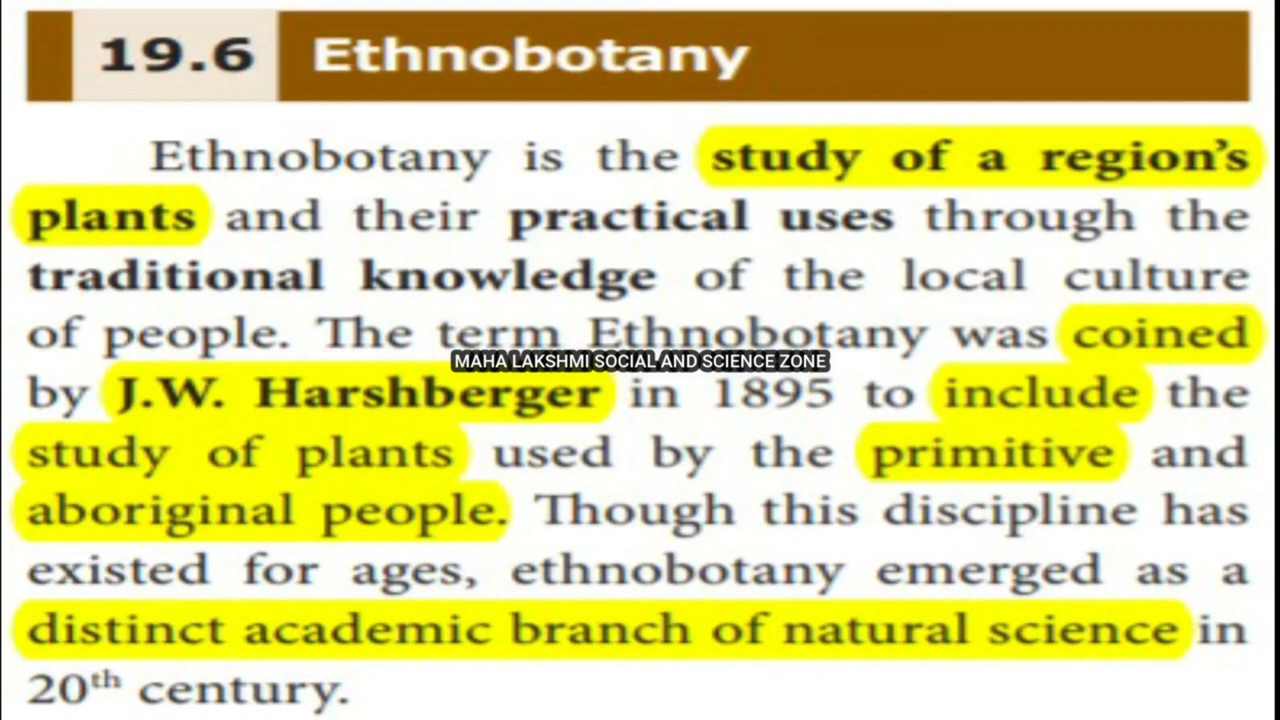 19.6 Ethnobotany
Ethnobotany is the study of a region's
plants and their practical uses through the
traditional knowledge of the local culture
of people. The term Ethnobotany was coined
MAHA LAKSHMI SOCIAL AND SCIENCE ZONE
by J.W. Harshberger in 1895 to include the
study of plants used by the primitive and
aboriginal people. Though this discipline has
existed for ages, ethnobotany emerged as a
distinct academic branch of natural science in
20th century.